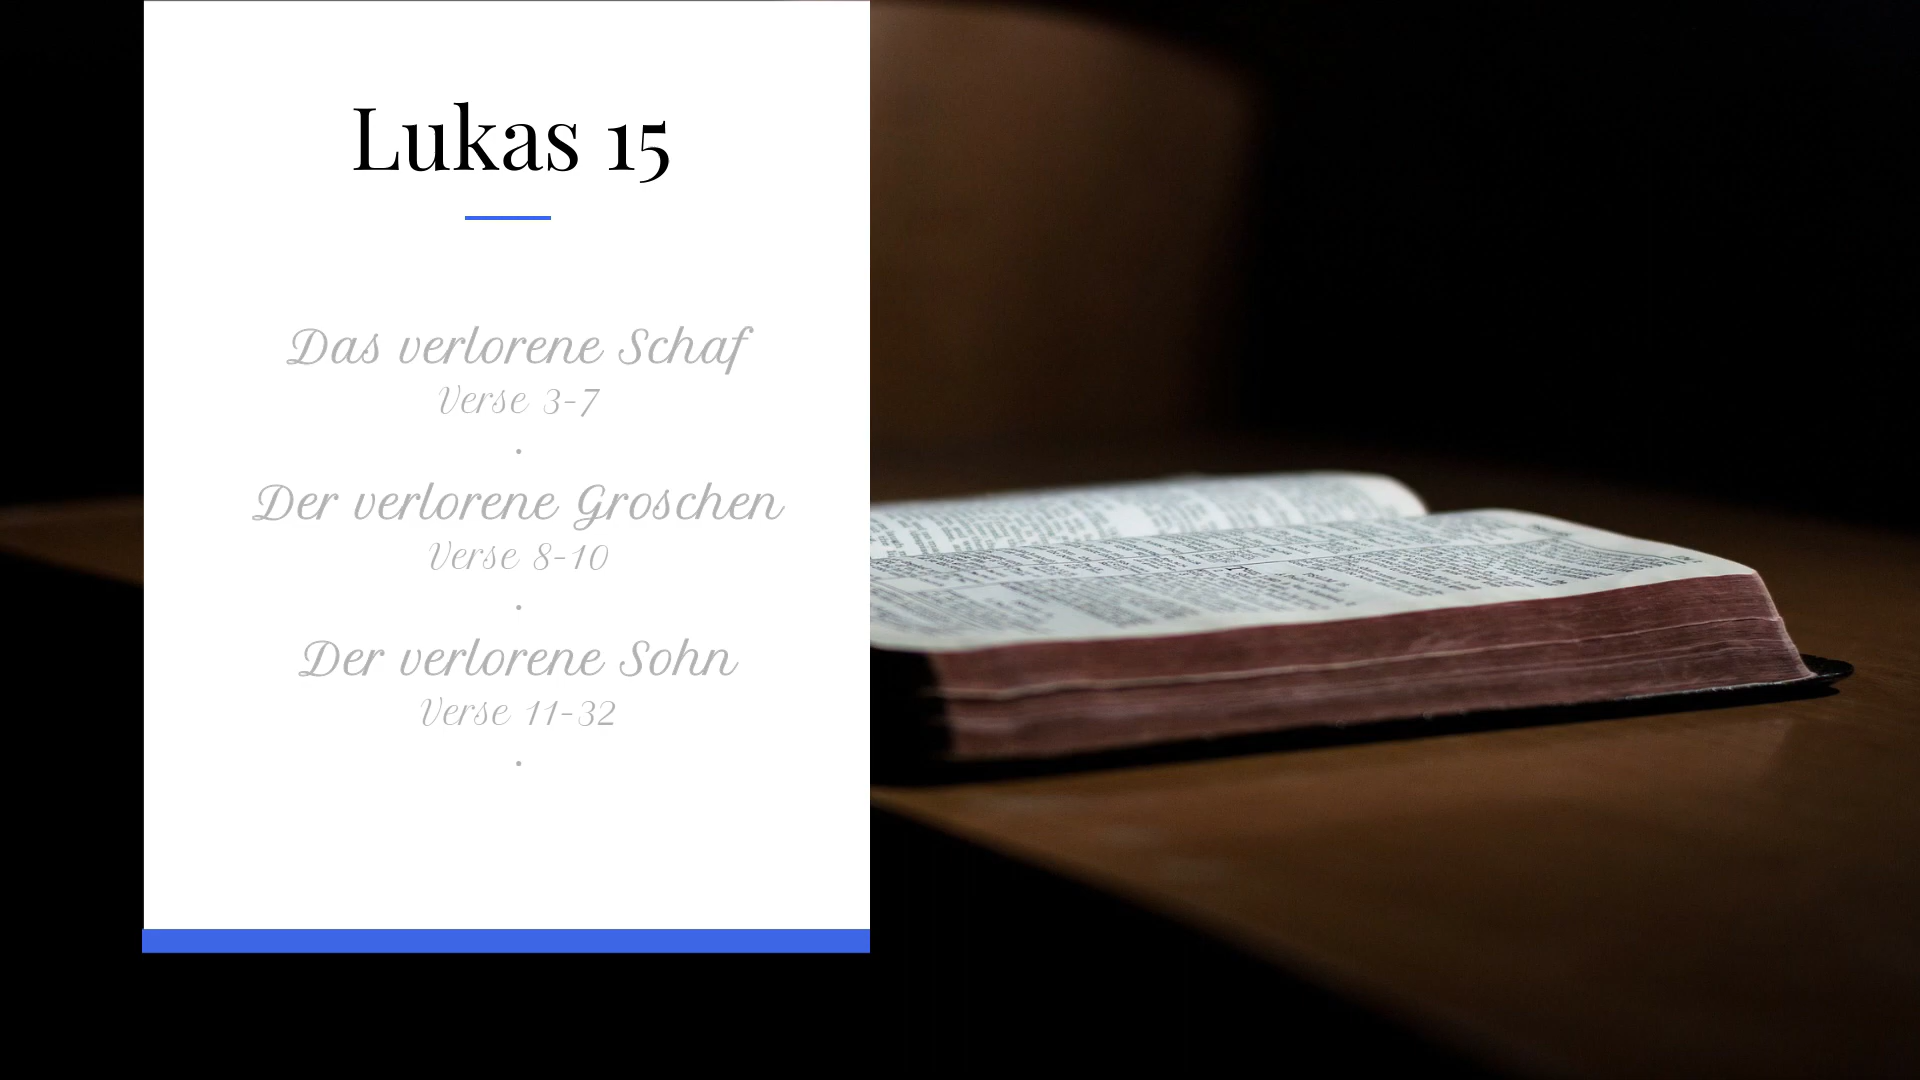 Lukas 15
Das verlorene Schaf
Verse 3-7
.
Der verlorene Groschen
Verse 8-10
.
Der verlorene Sohn
Verse 11-32
.